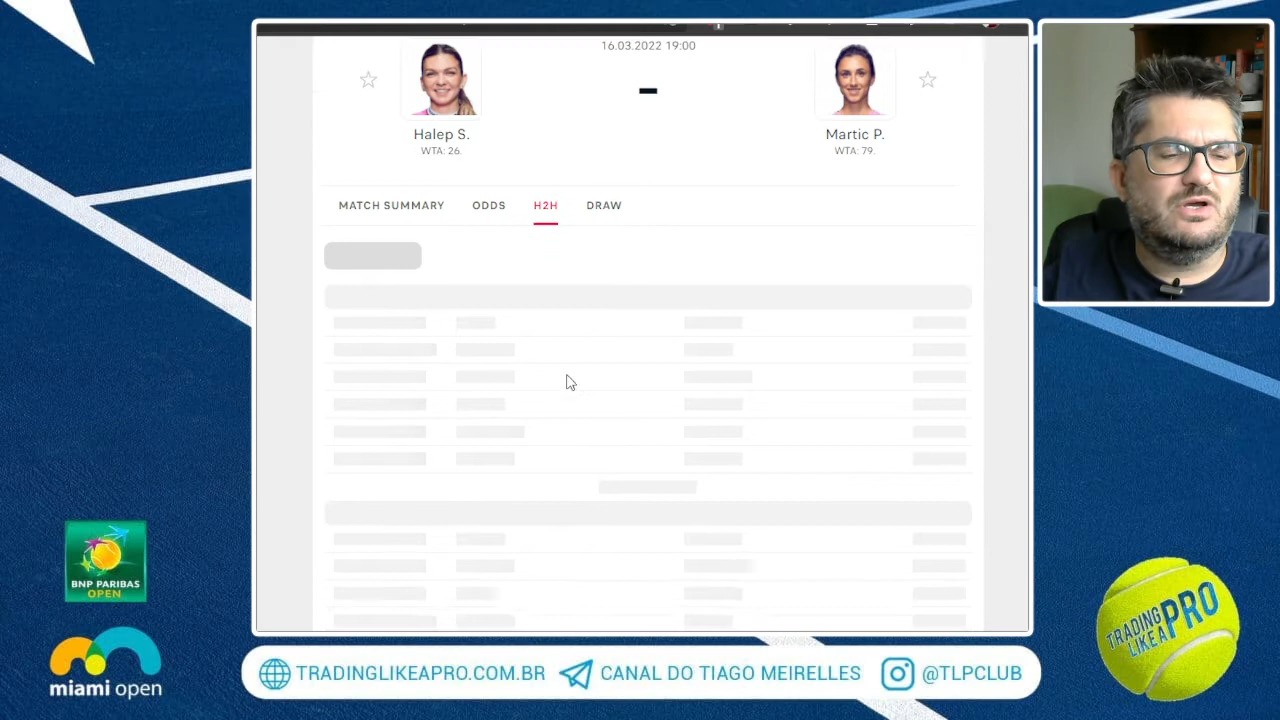 16.03.2022 19:00
Halep S.
WTA: 26.
Martic P.
WTA: 79.
MATCH SUMMARY ODDS H2H DRAW
BNP PARIBAS
OPEN
miami open
TRADINGLIKEAPRO.COM.BR CANAL DO TIAGO MEIRELLES @TLPCLUB
TRADING
LIKE A PRO